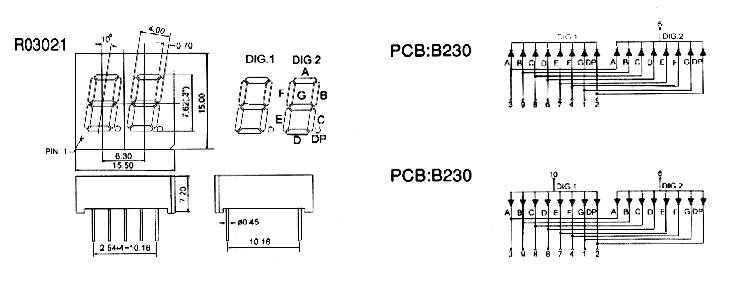 R03021
10°
4.00
0.70
7.62(.3")
15.00
PIN 1
6.30
15.50
DIG.1 DIG.2
A
F G B
E C
D DP
7.20
2.54×4=10.16
ø0.45
10.16
PCB:B230
5
DIG.1 DIG.2
A B C D E F G DP A B C D E F G DP
3 9 8 6 7 4 1 2
PCB:B230
10
DIG.1 DIG.2
A B C D E F G DP A B C D E F G DP
3 9 8 6 7 4 1 2